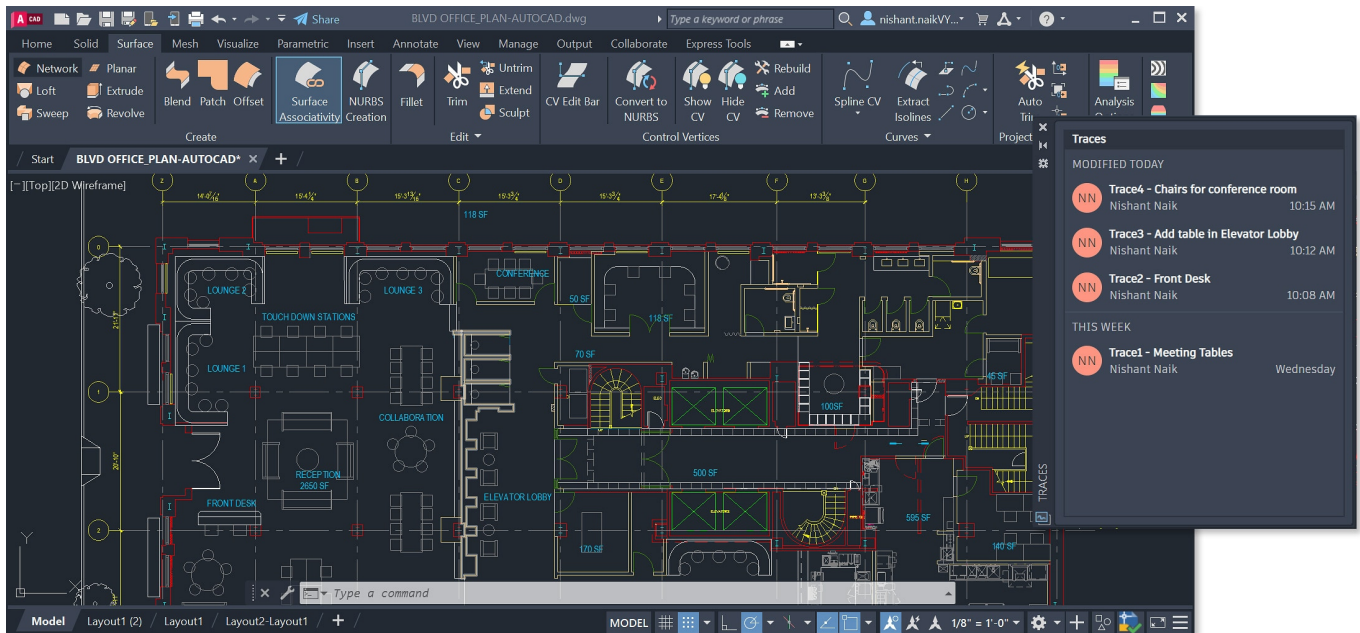 A CAD
Share
BLVD OFFICE_PLAN-AUTOCAD.dwg
Type a keyword or phrase
nishant.naikVY...
Home Solid Surface Mesh Visualize Parametric Insert Annotate View Manage Output Collaborate Express Tools
Network Planar
Loft Extrude
Sweep Revolve
Blend Patch Offset
Surface
Associativity
NURBS
Creation
Fillet
Trim
Untrim
Extend
Sculpt
CV Edit Bar
Convert to
NURBS
Show
CV
Hide
CV
Rebuild
Add
Remove
Spline CV
Extract
Isolines
Auto
Analysis
Create
Edit
Control Vertices
Curves
Project
Start
BLVD OFFICE_PLAN-AUTOCAD*
[−][Top][2D Wireframe]
Z A B C D E F G H
118 SF
0
CONFERENCE
LOUNGE 2
LOUNGE 3
50 SF
TOUCH DOWN STATIONS
118 SF
70 SF
LOUNGE 1
45 SF
1
100SF
COLLABORATION
ELEVATORS
RECEPTION
2650 SF
500 SF
FRONT DESK
ELEVATOR LOBBY
595 SF
2
170 SF
140 SF
Y
X
Type a command
Model Layout1 (2) Layout1 Layout2-Layout1
MODEL
1/8" = 1'-0"
Traces
MODIFIED TODAY
NN
Trace4 - Chairs for conference room
Nishant Naik 10:15 AM
NN
Trace3 - Add table in Elevator Lobby
Nishant Naik 10:12 AM
NN
Trace2 - Front Desk
Nishant Naik 10:08 AM
THIS WEEK
NN
Trace1 - Meeting Tables
Nishant Naik Wednesday
TRACES